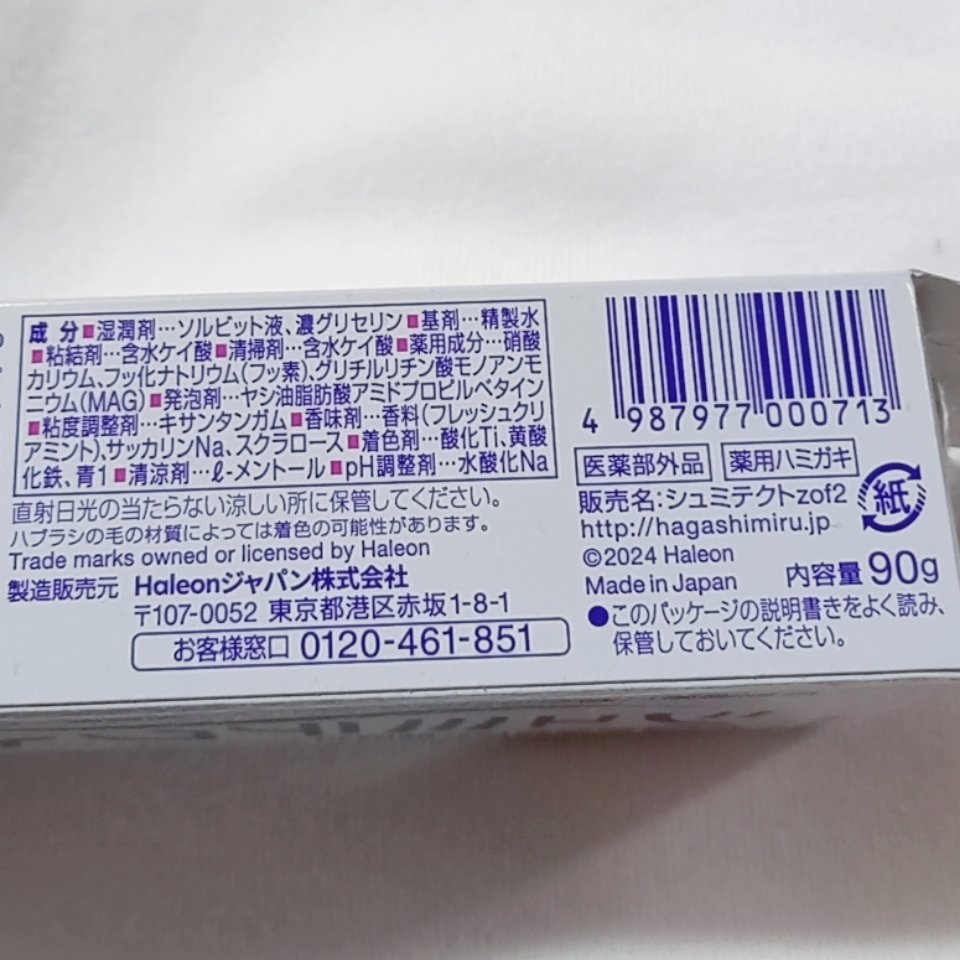 成分■湿潤剤…ソルビット液、濃グリセリン■基剤…精製水
■粘結剤…含水ケイ酸■清掃剤…含水ケイ酸■薬用成分…硝酸
カリウム、フッ化ナトリウム(フッ素)、グリチルリチン酸モノアンモ
ニウム(MAG)■発泡剤…ヤシ油脂肪酸アミドプロピルベタイン
■粘度調整剤…キサンタンガム■香味剤…香料(フレッシュクリ
アミント)、サッカリンNa、スクラロース■着色剤…酸化Ti、黄酸
化鉄、青1■清涼剤…ℓ-メントール■pH調整剤…水酸化Na
直射日光の当たらない涼しい所に保管してください。
ハブラシの毛の材質によっては着色の可能性があります。
Trade marks owned or licensed by Haleon
製造販売元 Haleonジャパン株式会社
〒107-0052 東京都港区赤坂1-8-1
お客様窓口 0120-461-851
4 987977 000713
医薬部外品 薬用ハミガキ
販売名:シュミテクトzof2
紙
http://hagashimiru.jp
©2024 Haleon
Made in Japan 内容量 90g
●このパッケージの説明書きをよく読み、
保管しておいてください。